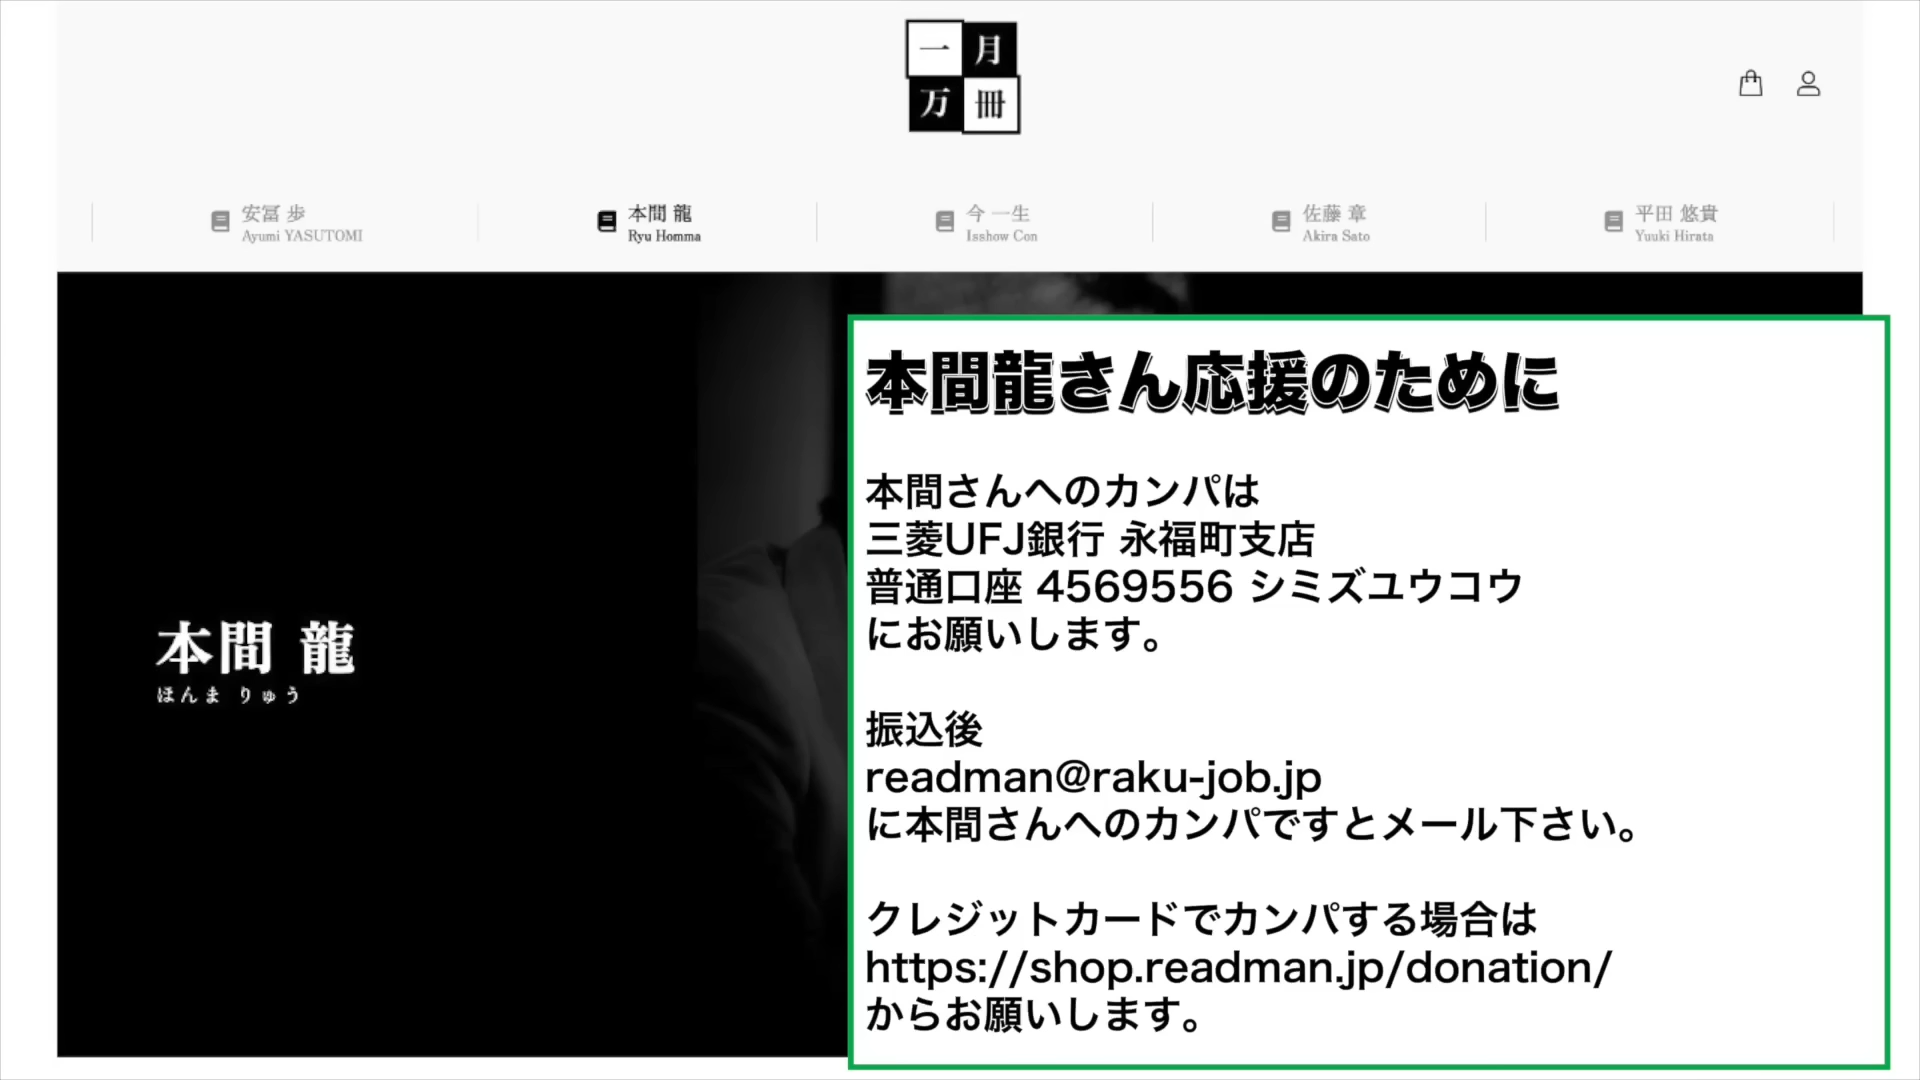 一月
万冊
安冨 歩
Ayumi YASUTOMI
本間 龍
Ryu Homma
今 一生
Isshow Con
佐藤 章
Akira Sato
平田 悠貴
Yuuki Hirata
本間 龍
ほんま りゅう
本間龍さん応援のために
本間さんへのカンパは
三菱UFJ銀行 永福町支店
普通口座 4569556 シミズユウコウ
にお願いします。
振込後
readman@raku-job.jp
に本間さんへのカンパですとメール下さい。
クレジットカードでカンパする場合は
https://shop.readman.jp/donation/
からお願いします。